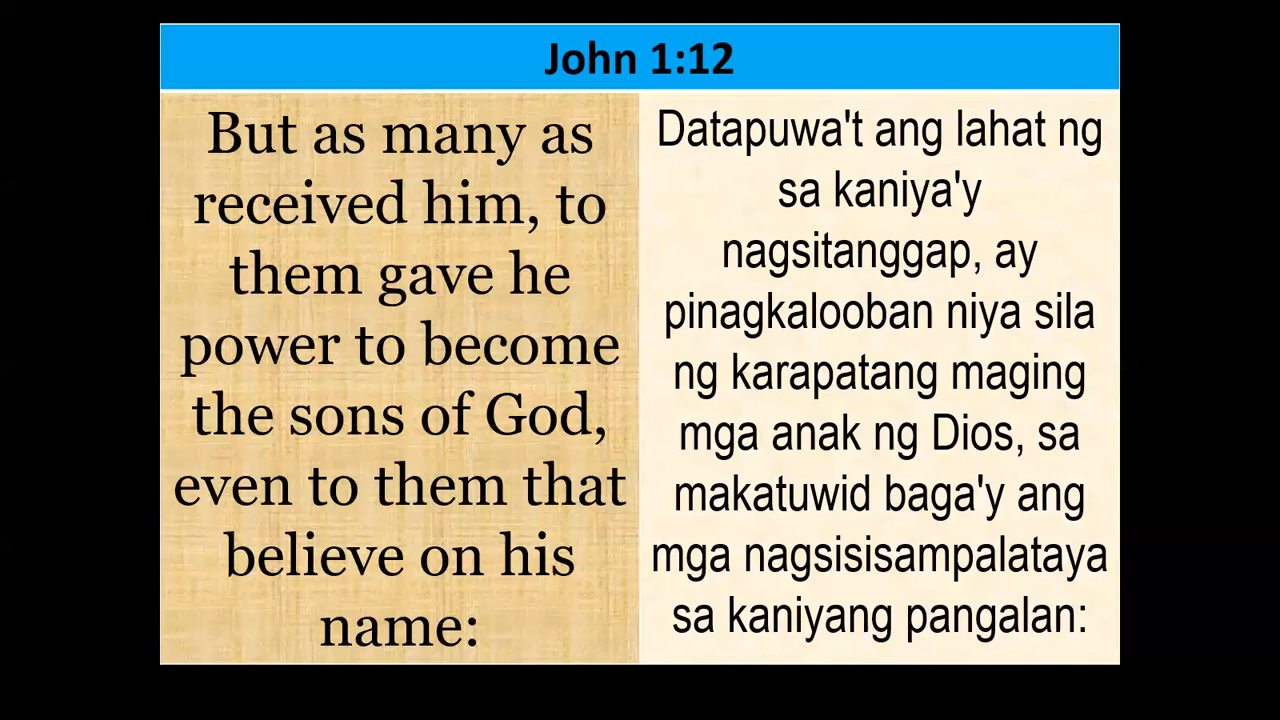 John 1:12
But as many as
received him, to
them gave he
power to become
the sons of God,
even to them that
believe on his
name:
Datapuwa't ang lahat ng
sa kaniya'y
nagsitanggap, ay
pinagkalooban niya sila
ng karapatang maging
mga anak ng Dios, sa
makatuwid baga'y ang
mga nagsisisampalataya
sa kaniyang pangalan: